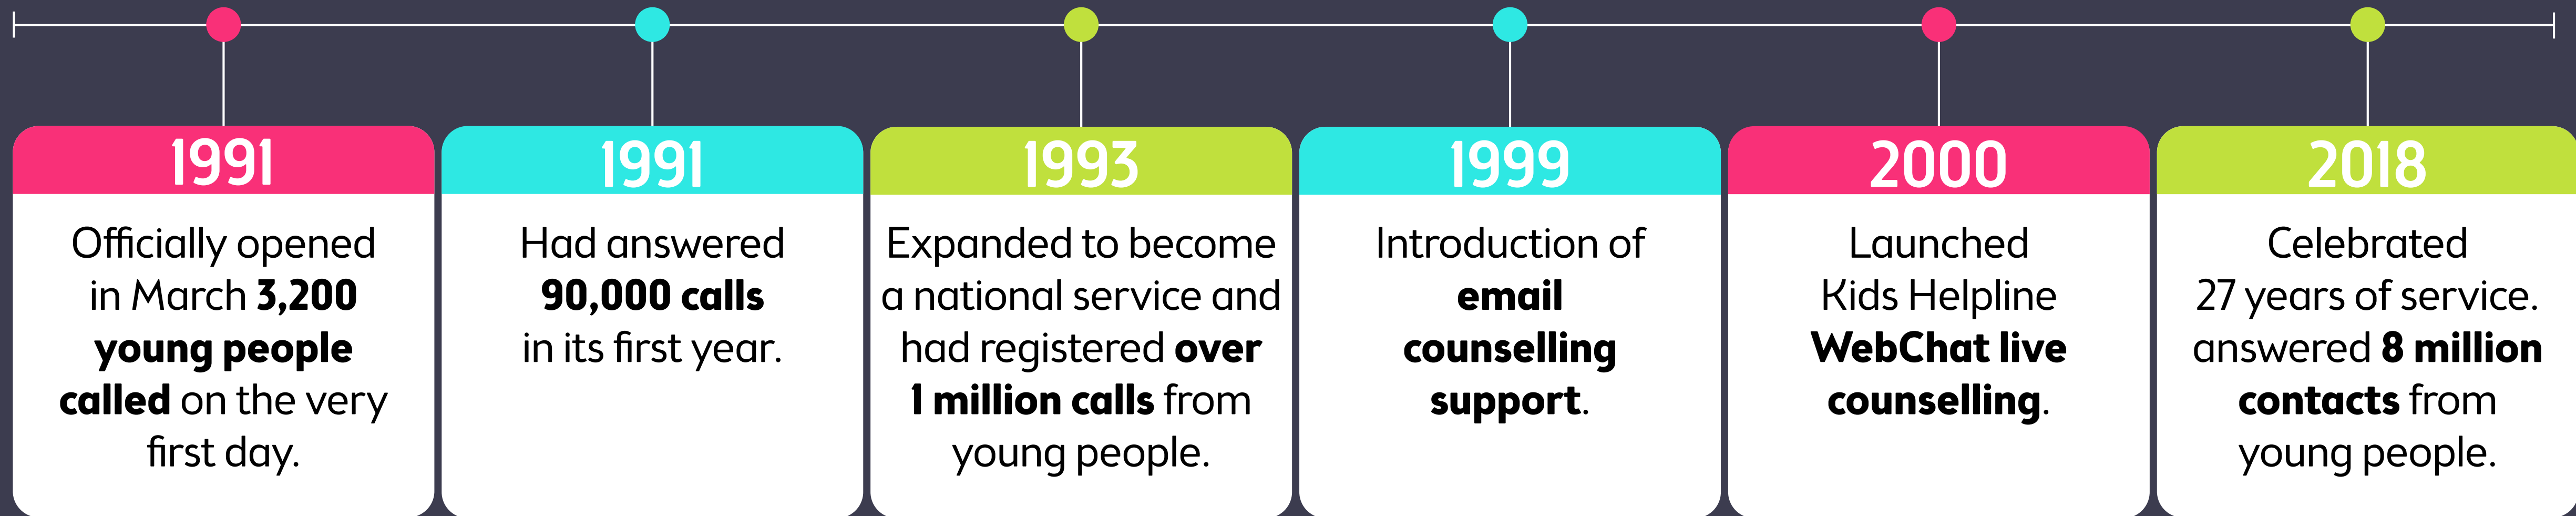 1991
Officially opened
in March 3,200
young people
called on the very
first day.
1991
Had answered
90,000 calls
in its first year.
1993
Expanded to become
a national service and
had registered over
1 million calls from
young people.
1999
Introduction of
email
counselling
support.
2000
Launched
Kids Helpline
WebChat live
counselling.
2018
Celebrated
27 years of service.
answered 8 million
contacts from
young people.